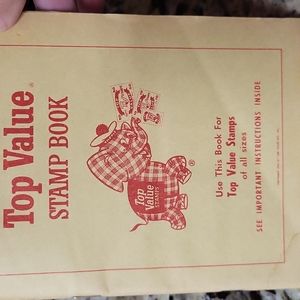 Top Value ®
STAMP BOOK
Top
Value
STAMPS
®
Use This Book For
Top Value Stamps
of all sizes
SEE IMPORTANT INSTRUCTIONS INSIDE